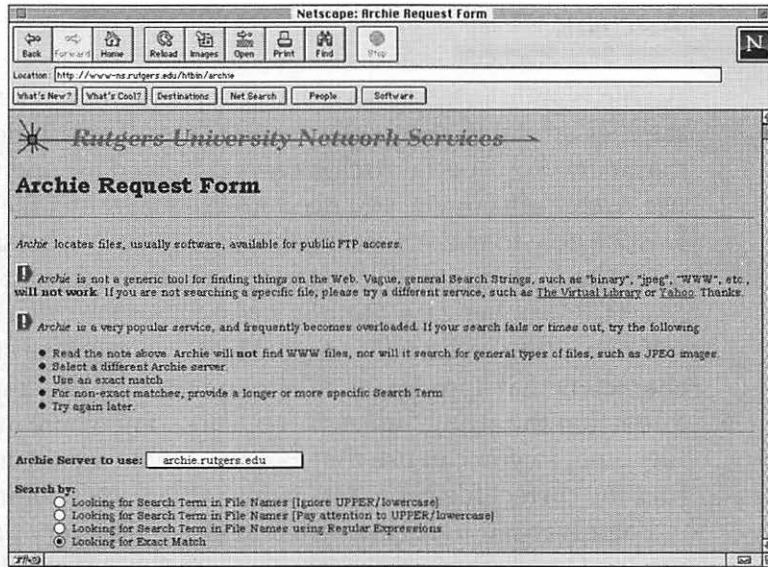 Netscape: Archie Request Form
Back Forward Home Reload Images Open Print Find Stop
N
Location: http://www-ns.rutgers.edu/htbin/archie
What's New? What's Cool? Destinations Net Search People Software
Rutgers University Network Services
Archie Request Form
Archie locates files, usually software, available for public FTP access.
! Archie is not a generic tool for finding things on the Web. Vague, general Search Strings, such as "binary", "jpeg", "WWW", etc.,
will not work. If you are not searching a specific file, please try a different service, such as The Virtual Library or Yahoo. Thanks.
! Archie is a very popular service, and frequently becomes overloaded. If your search fails or times out, try the following
• Read the note above. Archie will not find WWW files, nor will it search for general types of files, such as JPEG images.
• Select a different Archie server.
• Use an exact match
• For non-exact matches, provide a longer or more specific Search Term
• Try again later.
Archie Server to use: archie.rutgers.edu
Search by:
Looking for Search Term in File Names [Ignore UPPER/lowercase]
Looking for Search Term in File Names [Pay attention to UPPER/lowercase]
Looking for Search Term in File Names using Regular Expressions
Looking for Exact Match